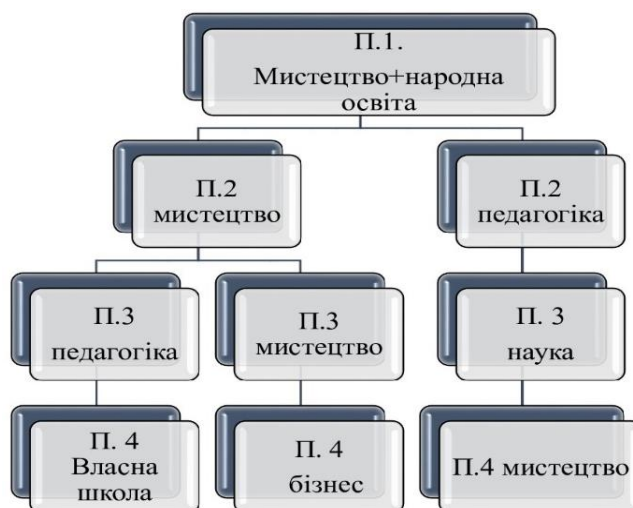 П.1.
Мистецтво+народна
освіта
П.2
мистецтво
П.2
педагогіка
П.3
педагогіка
П.3
мистецтво
П. 3
наука
П. 4
Власна
школа
П. 4
бізнес
П.4 мистецтво